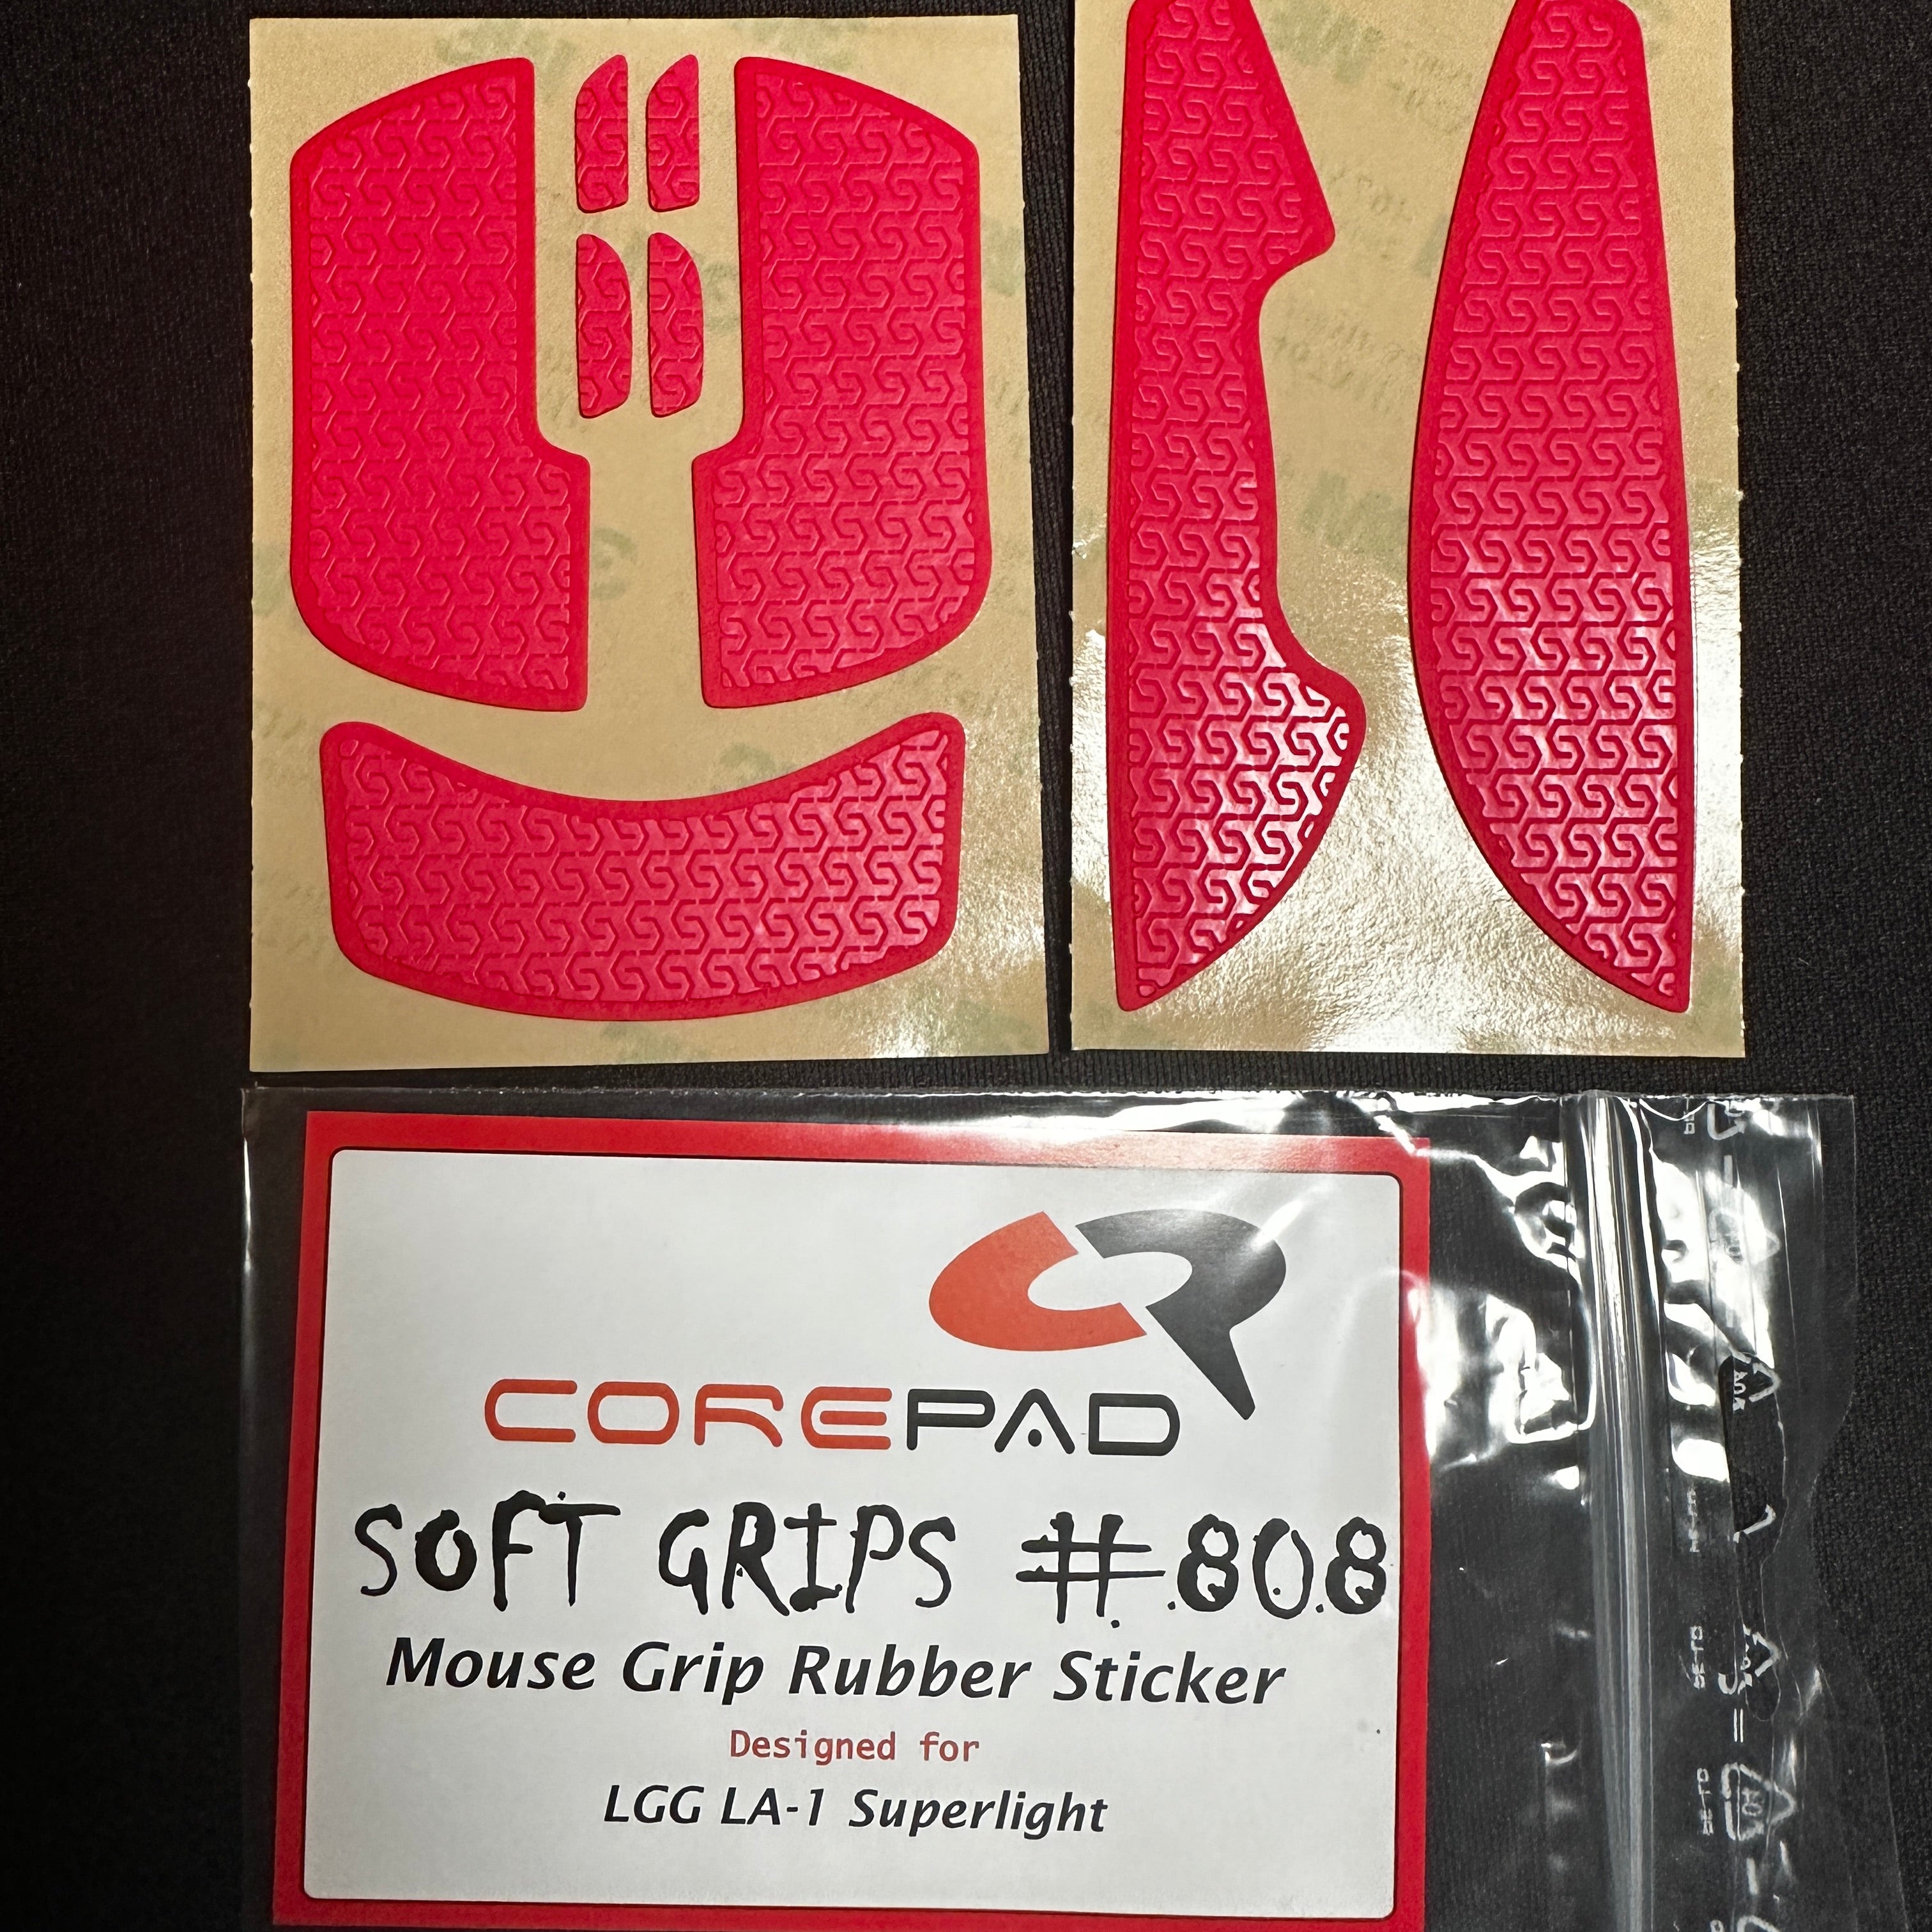 COREPAD
SOFT GRIPS #808
Mouse Grip Rubber Sticker
Designed for
LGG LA-1 Superlight